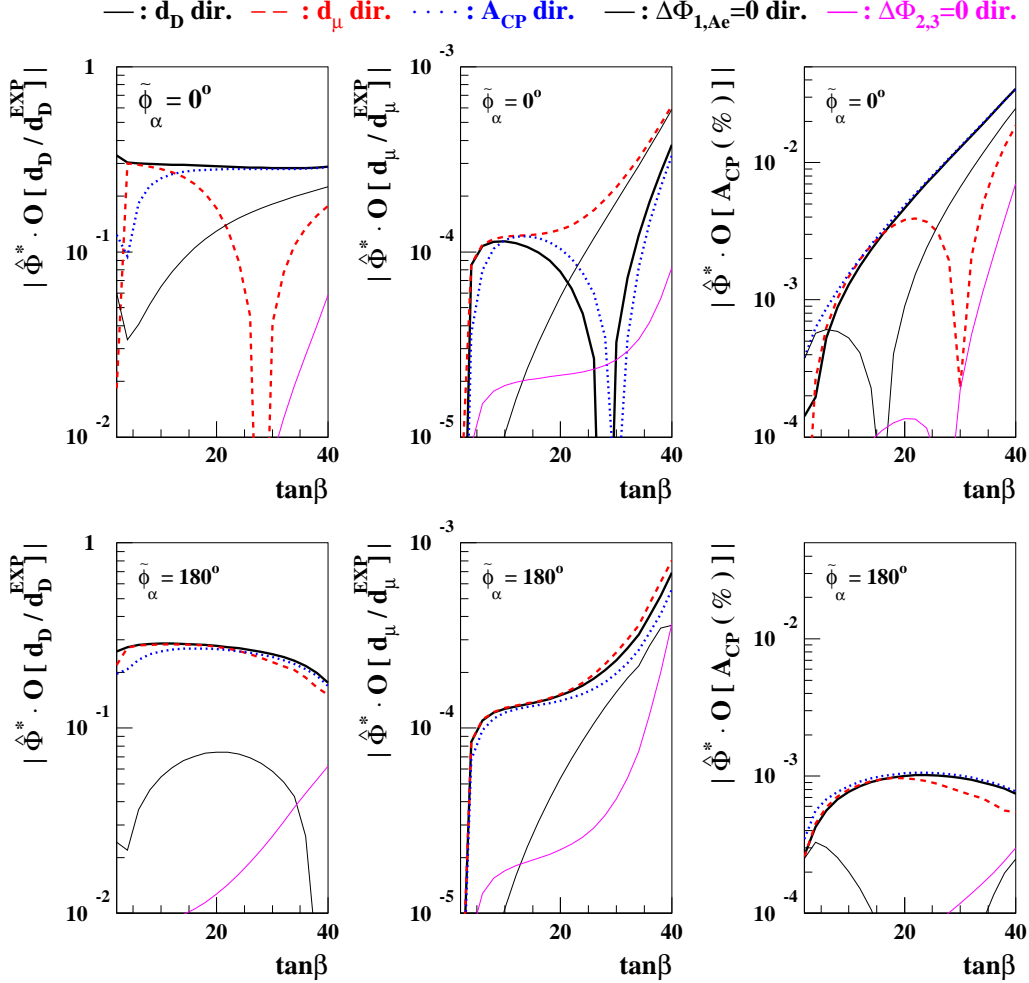 — : d_D dir. – – : d_μ dir. · · · · : A_CP dir. — : ΔΦ_1,Ae=0 dir. — : ΔΦ_2,3=0 dir.
| Φ̂* · O [ d_D / d_D^EXP ] |
1
10 -1
10 -2
20
40
tanβ
φ̃_α = 0°
| Φ̂* · O [ d_μ / d_μ^EXP ] |
10 -3
10 -4
10 -5
20
40
tanβ
φ̃_α = 0°
| Φ̂* · O [ A_CP ( % ) ] |
10 -2
10 -3
10 -4
20
40
tanβ
φ̃_α = 0°
| Φ̂* · O [ d_D / d_D^EXP ] |
1
10 -1
10 -2
20
40
tanβ
φ̃_α = 180°
| Φ̂* · O [ d_μ / d_μ^EXP ] |
10 -3
10 -4
10 -5
20
40
tanβ
φ̃_α = 180°
| Φ̂* · O [ A_CP ( % ) ] |
10 -2
10 -3
10 -4
20
40
tanβ
φ̃_α = 180°